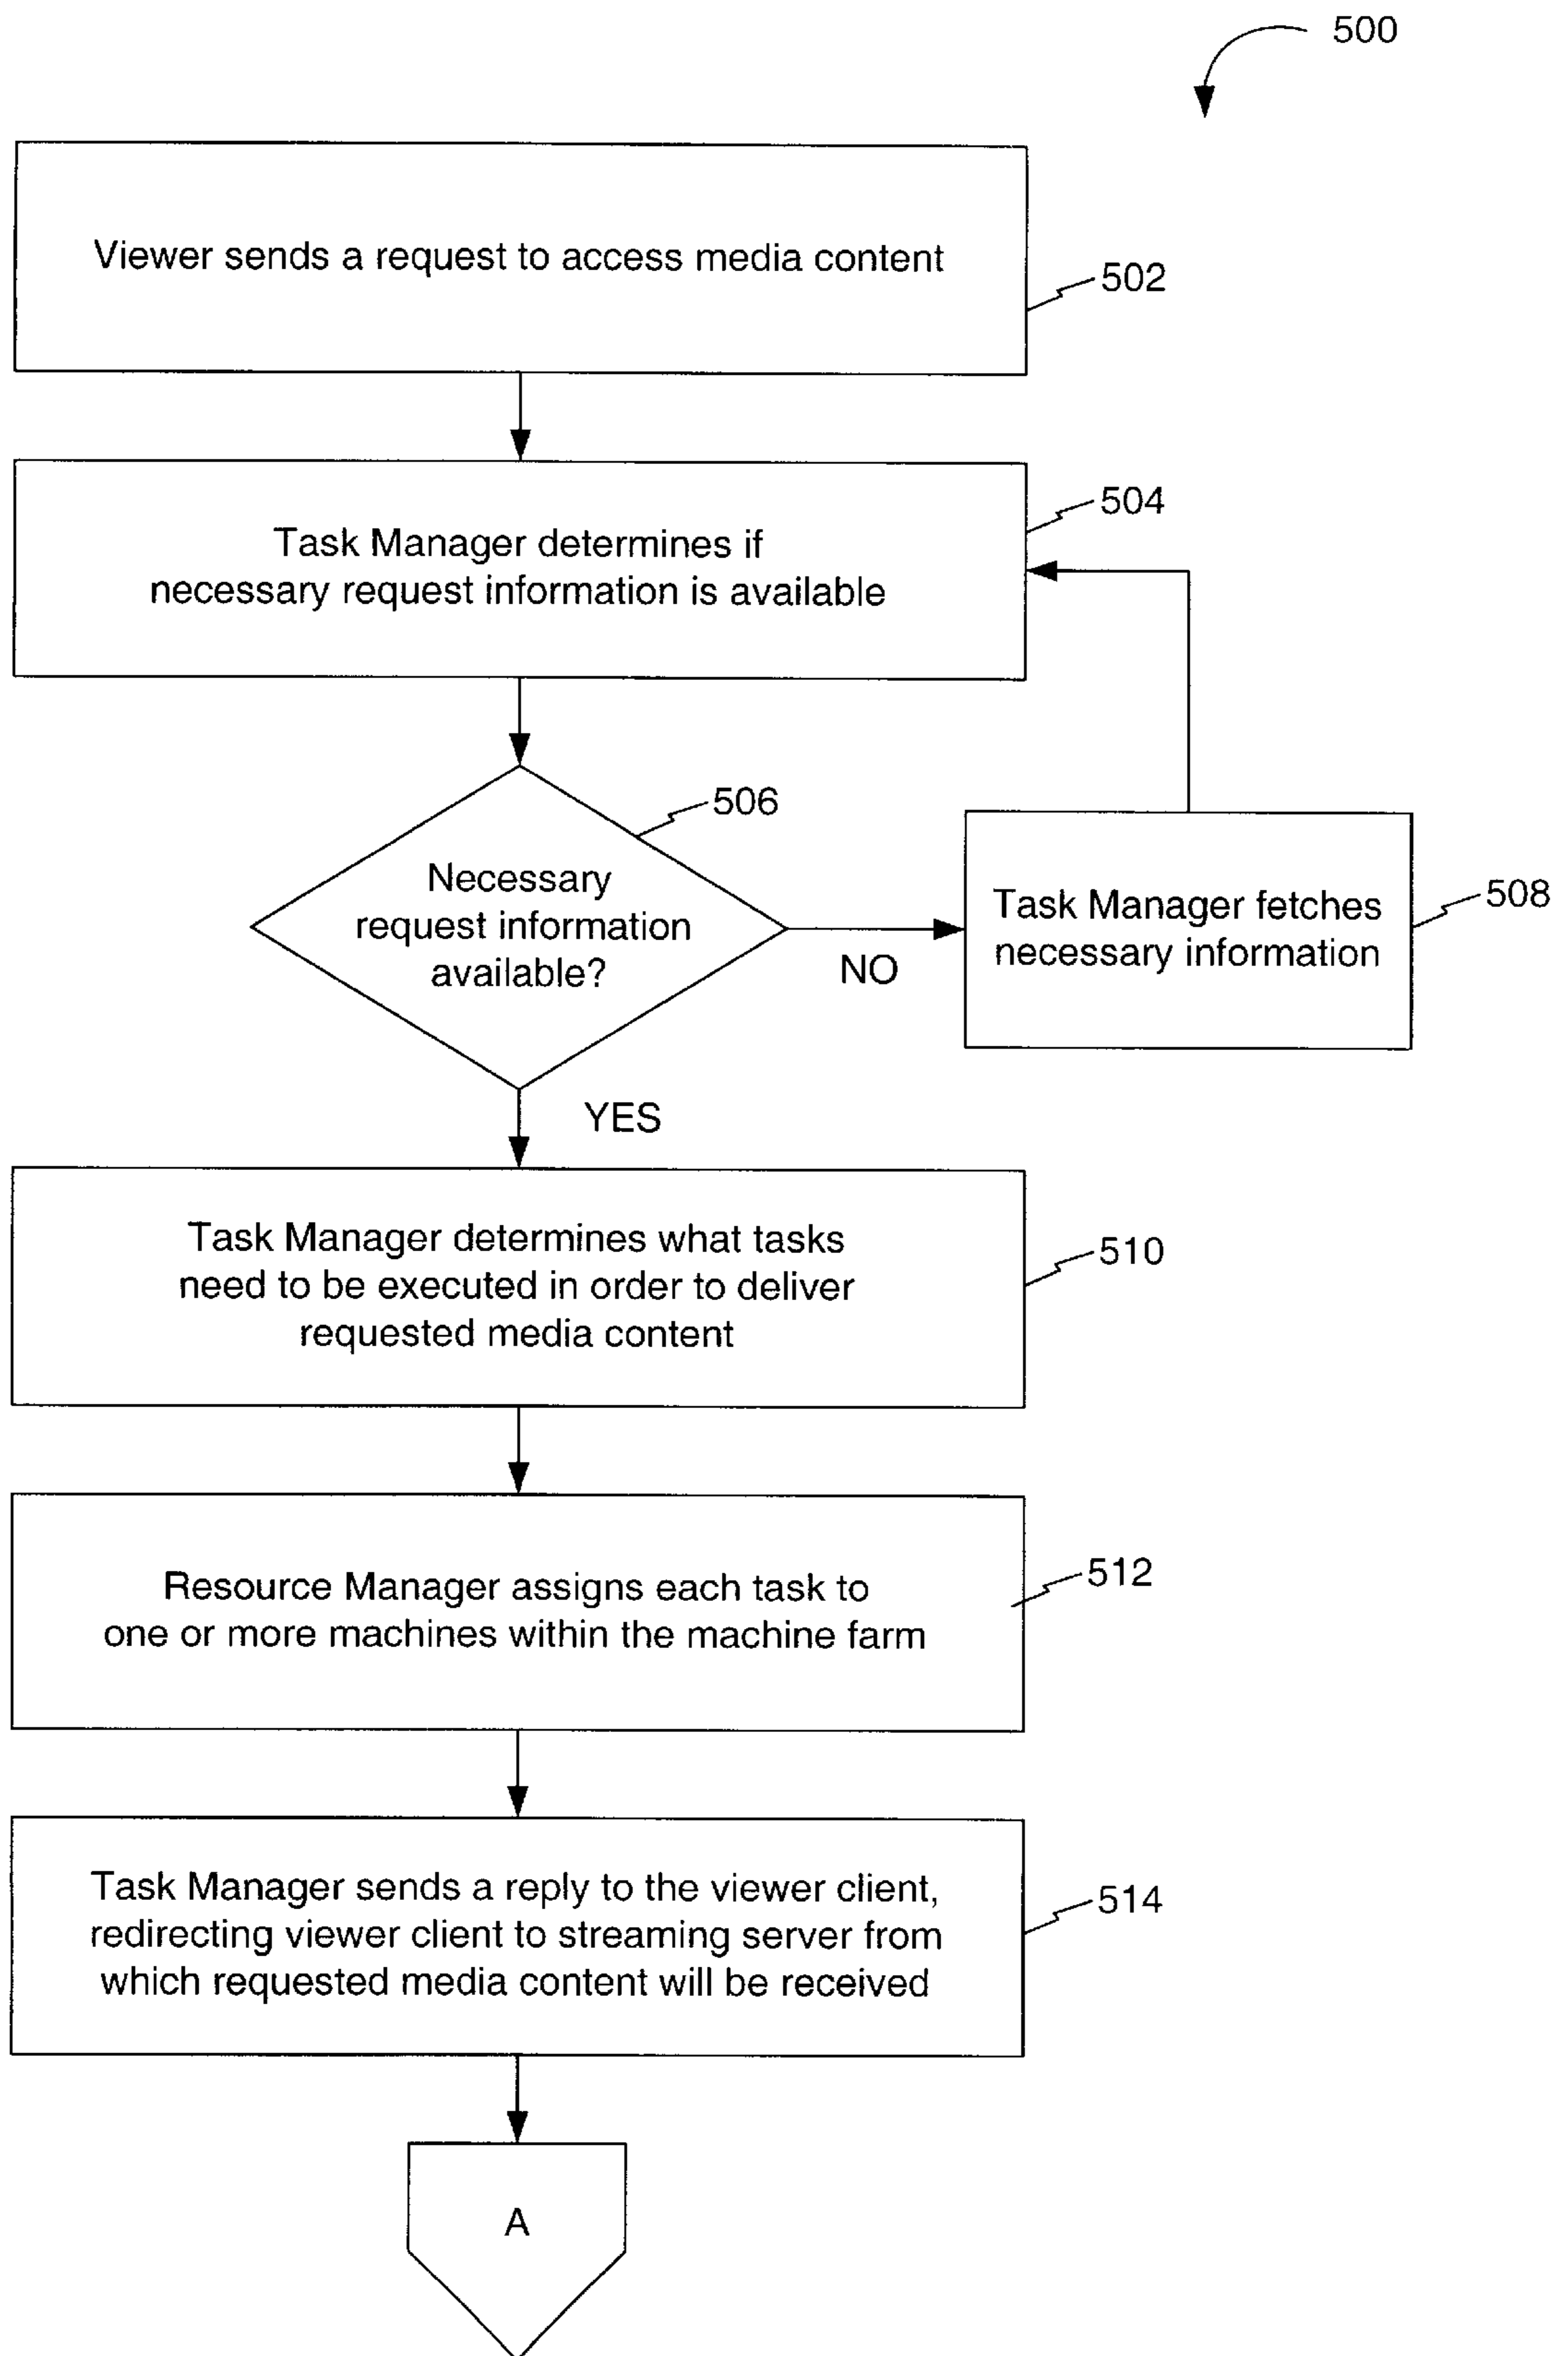 500
Viewer sends a request to access media content
502
504
Task Manager determines if
necessary request information is available
506
Necessary
request information
available?
NO
Task Manager fetches
necessary information
508
YES
Task Manager determines what tasks
need to be executed in order to deliver
requested media content
510
Resource Manager assigns each task to
one or more machines within the machine farm
512
Task Manager sends a reply to the viewer client,
redirecting viewer client to streaming server from
which requested media content will be received
514
A